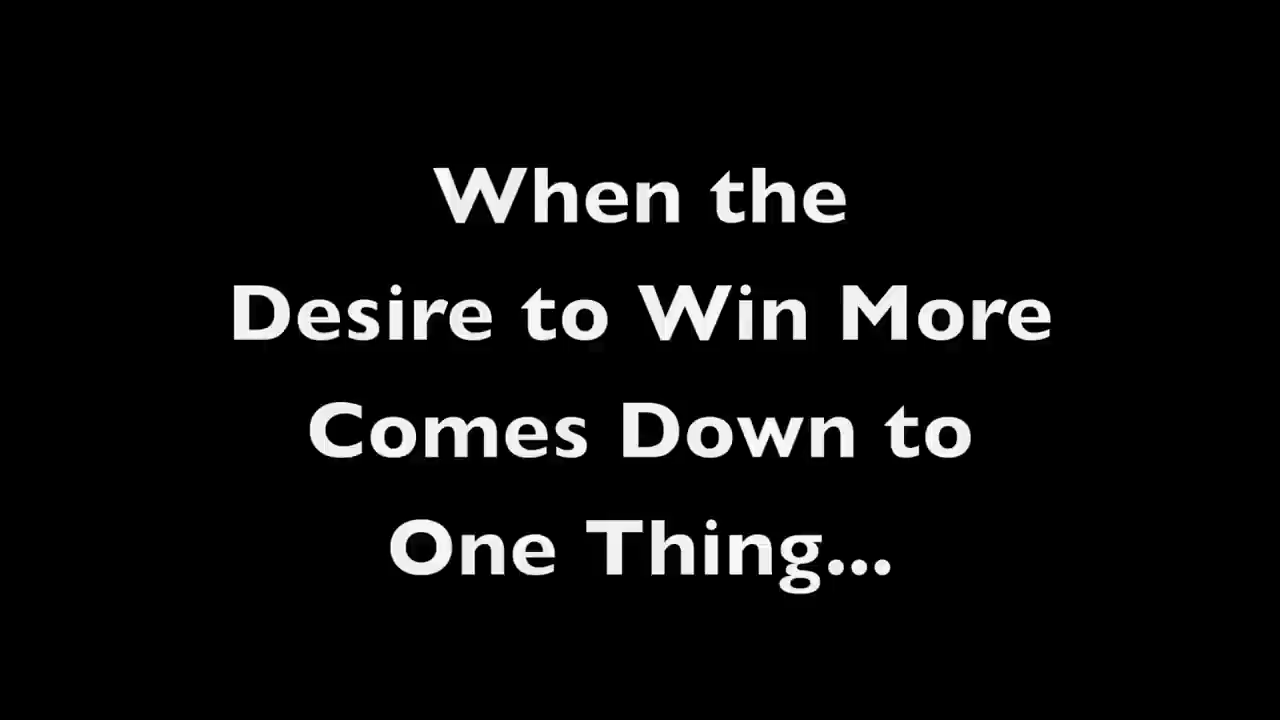 When the
Desire to Win More
Comes Down to
One Thing...